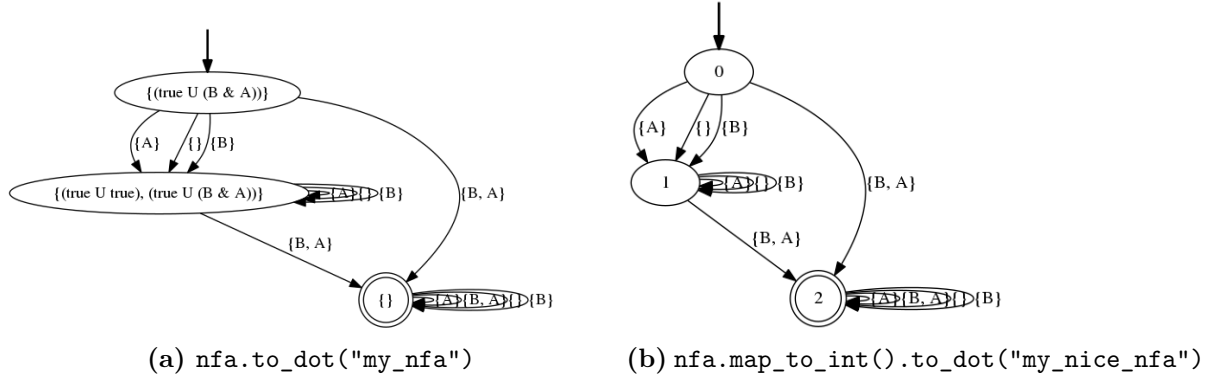 {(true U (B & A))}
{A} {} {B}
{(true U true), (true U (B & A))}
{A} {} {B}
{B, A}
{B, A}
{}
{A} {B, A} {} {B}
(a) nfa.to_dot("my_nfa")
0
{A} {} {B}
1
{A} {} {B}
{B, A}
{B, A}
2
{A} {B, A} {} {B}
(b) nfa.map_to_int().to_dot("my_nice_nfa")